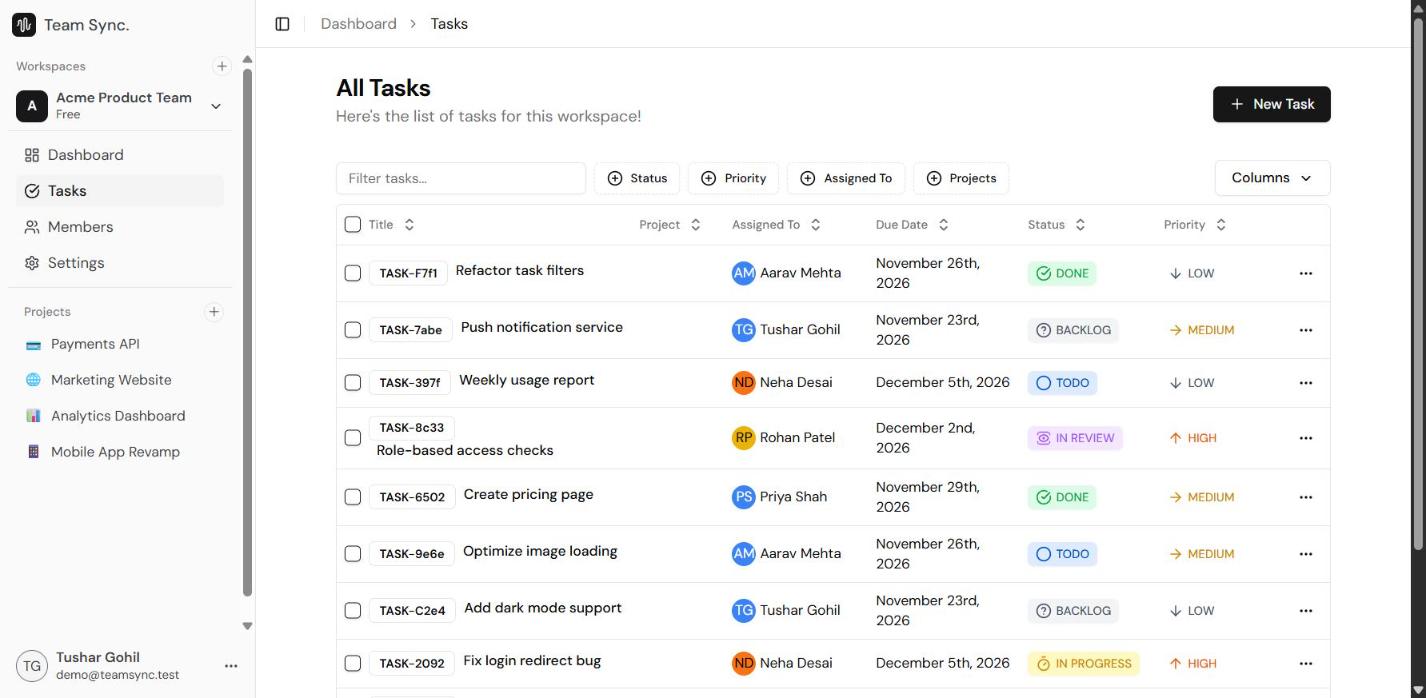 Team Sync.
Dashboard > Tasks
Workspaces
A
Acme Product Team
Free
Dashboard
Tasks
Members
Settings
Projects
Payments API
Marketing Website
Analytics Dashboard
Mobile App Revamp
TG
Tushar Gohil
demo@teamsync.test
All Tasks
Here's the list of tasks for this workspace!
New Task
Filter tasks...
Status
Priority
Assigned To
Projects
Columns
Title Project Assigned To Due Date Status Priority
TASK-F7f1 Refactor task filters AM Aarav Mehta November 26th, DONE LOW
2026
TASK-7abe Push notification service TG Tushar Gohil November 23rd, BACKLOG MEDIUM
2026
TASK-397f Weekly usage report ND Neha Desai December 5th, 2026 TODO LOW
TASK-8c33 RP Rohan Patel December 2nd, IN REVIEW HIGH
Role-based access checks 2026
TASK-6502 Create pricing page PS Priya Shah November 29th, DONE MEDIUM
2026
TASK-9e6e Optimize image loading AM Aarav Mehta November 26th, TODO MEDIUM
2026
TASK-C2e4 Add dark mode support TG Tushar Gohil November 23rd, BACKLOG LOW
2026
TASK-2092 Fix login redirect bug ND Neha Desai December 5th, 2026 IN PROGRESS HIGH